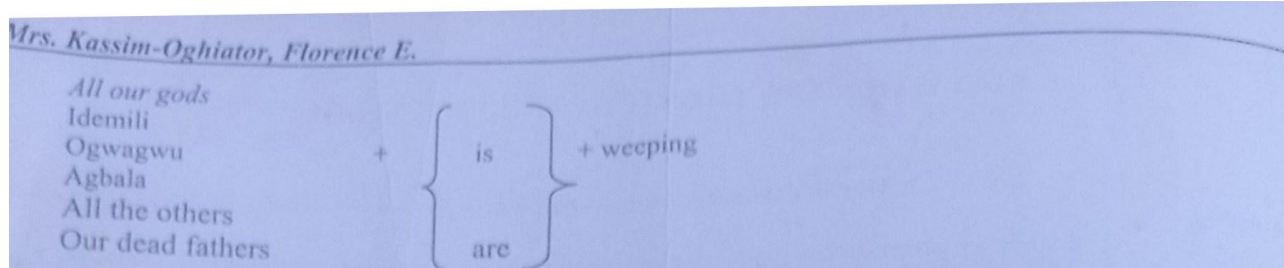 Mrs. Kassim-Oghiator, Florence E.
All our gods
Idemili
Ogwagwu + is + weeping
Agbala
All the others
Our dead fathers are